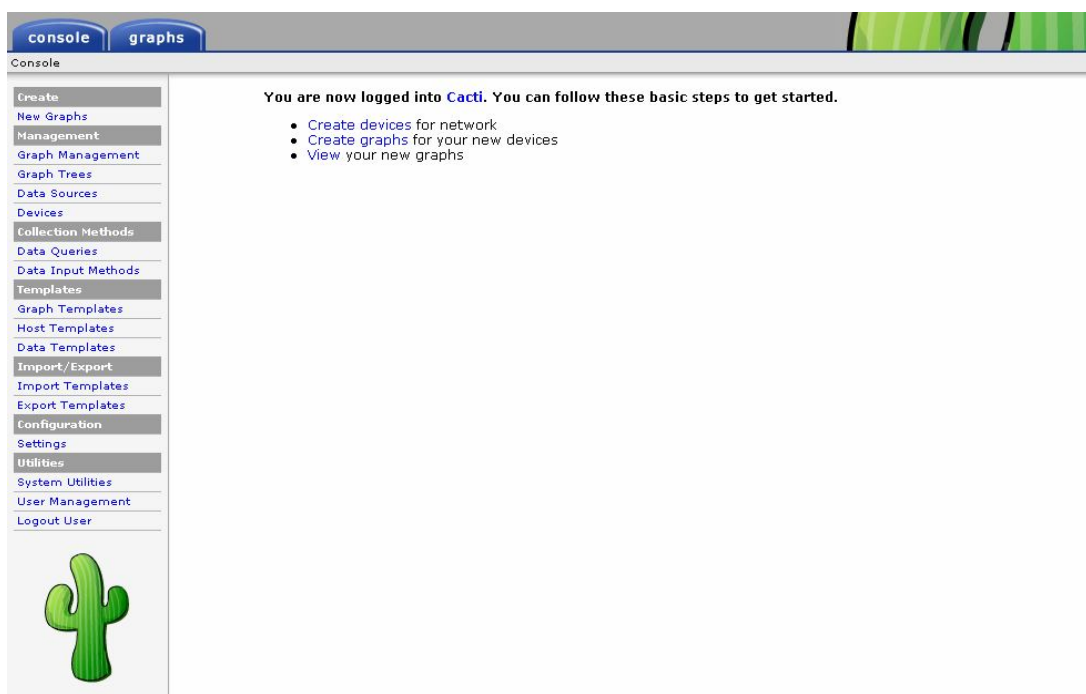 console graphs
Console
Create
New Graphs
Management
Graph Management
Graph Trees
Data Sources
Devices
Collection Methods
Data Queries
Data Input Methods
Templates
Graph Templates
Host Templates
Data Templates
Import/Export
Import Templates
Export Templates
Configuration
Settings
Utilities
System Utilities
User Management
Logout User
You are now logged into Cacti. You can follow these basic steps to get started.
Create devices for network
Create graphs for your new devices
View your new graphs